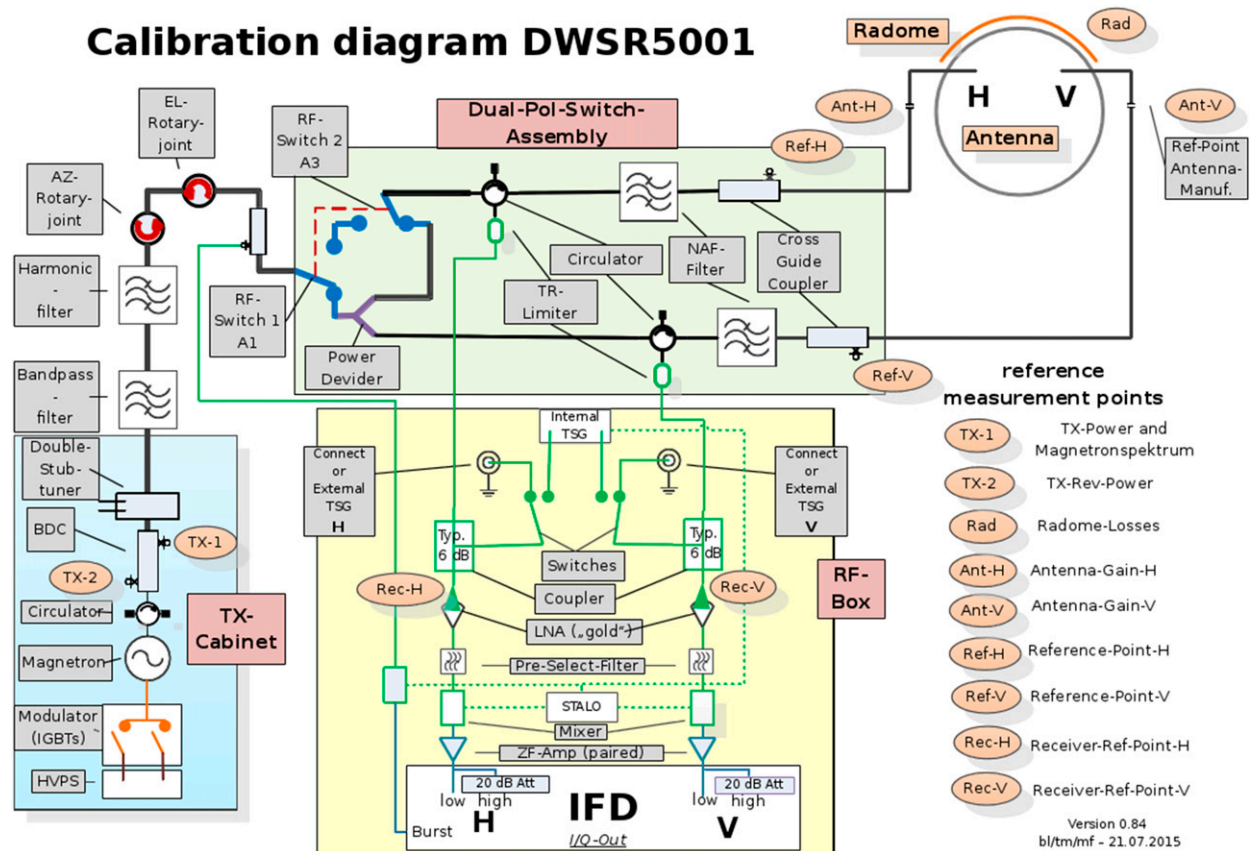 Calibration diagram DWSR5001
Radome
Rad
H V
Antenna
Ant-H
Ant-V
Ref-Point
Antenna-
Manuf.
EL-
Rotary-
joint
RF-
Switch 2
A3
Dual-Pol-Switch-
Assembly
Ref-H
AZ-
Rotary-
joint
Harmonic
-
filter
Bandpass
-
filter
RF-
Switch 1
A1
Power
Devider
Circulator
TR-
Limiter
NAF-
Filter
Cross
Guide
Coupler
Ref-V
Double-
Stub-
tuner
BDC
TX-1
TX-2
Circulator
TX-
Cabinet
Magnetron
Modulator
(IGBTs)
HVPS
Internal
TSG
Connect
or
External
TSG
H
Connect
or
External
TSG
V
Typ.
6 dB
Typ.
6 dB
Switches
Rec-H
Coupler
Rec-V
RF-
Box
LNA („gold“-)
Pre-Select-Filter
STALO
Mixer
ZF-Amp (paired)
20 dB Att
low high
20 dB Att
low high
Burst
H
IFD
V
I/Q-Out
reference
measurement points
TX-1 TX-Power and
Magnetronspektrum
TX-2 TX-Rev-Power
Rad Radome-Losses
Ant-H Antenna-Gain-H
Ant-V Antenna-Gain-V
Ref-H Reference-Point-H
Ref-V Reference-Point-V
Rec-H Receiver-Ref-Point-H
Rec-V Receiver-Ref-Point-V
Version 0.84
bl/tm/mf – 21.07.2015